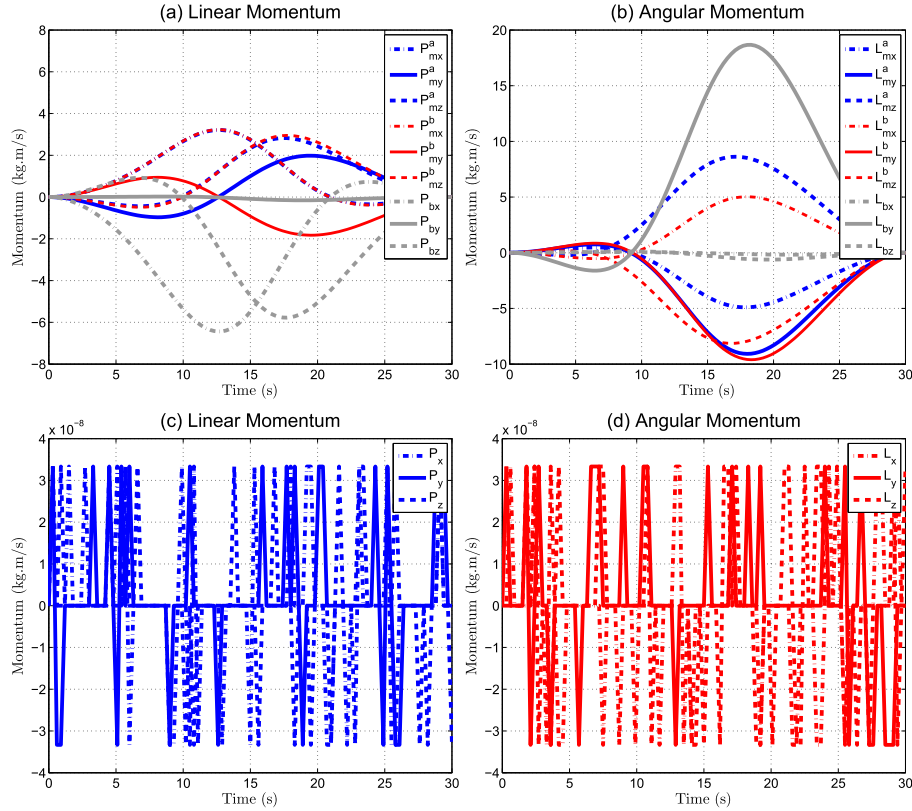 (a) Linear Momentum
8
6
4
2
0
−2
−4
−6
−8
0 5 10 15 20 25 30
Momentum (kg.m/s)
Time (s)
P^a_mx
P^a_my
P^a_mz
P^b_mx
P^b_my
P^b_mz
P_bx
P_by
P_bz
(b) Angular Momentum
20
15
10
5
0
−5
−10
0 5 10 15 20 25 30
Momentum (kg.m/s)
Time (s)
L^a_mx
L^a_my
L^a_mz
L^b_mx
L^b_my
L^b_mz
L_bx
L_by
L_bz
(c) Linear Momentum
x 10^−8
4
3
2
1
0
−1
−2
−3
−4
0 5 10 15 20 25 30
Momentum (kg.m/s)
Time (s)
P_x
P_y
P_z
(d) Angular Momentum
x 10^−8
4
3
2
1
0
−1
−2
−3
−4
0 5 10 15 20 25 30
Momentum (kg.m/s)
Time (s)
L_x
L_y
L_z